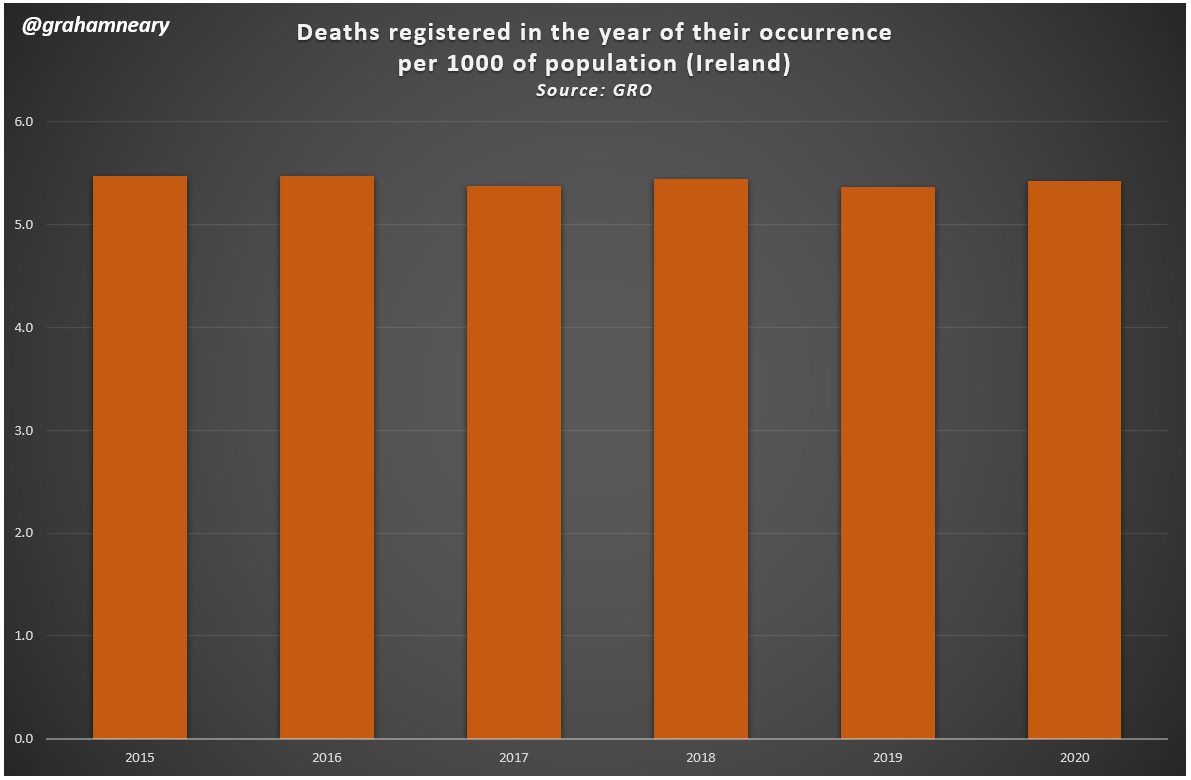 @grahamneary
Deaths registered in the year of their occurrence
per 1000 of population (Ireland)
Source: GRO
6.0
5.0
4.0
3.0
2.0
1.0
0.0
2015 2016 2017 2018 2019 2020